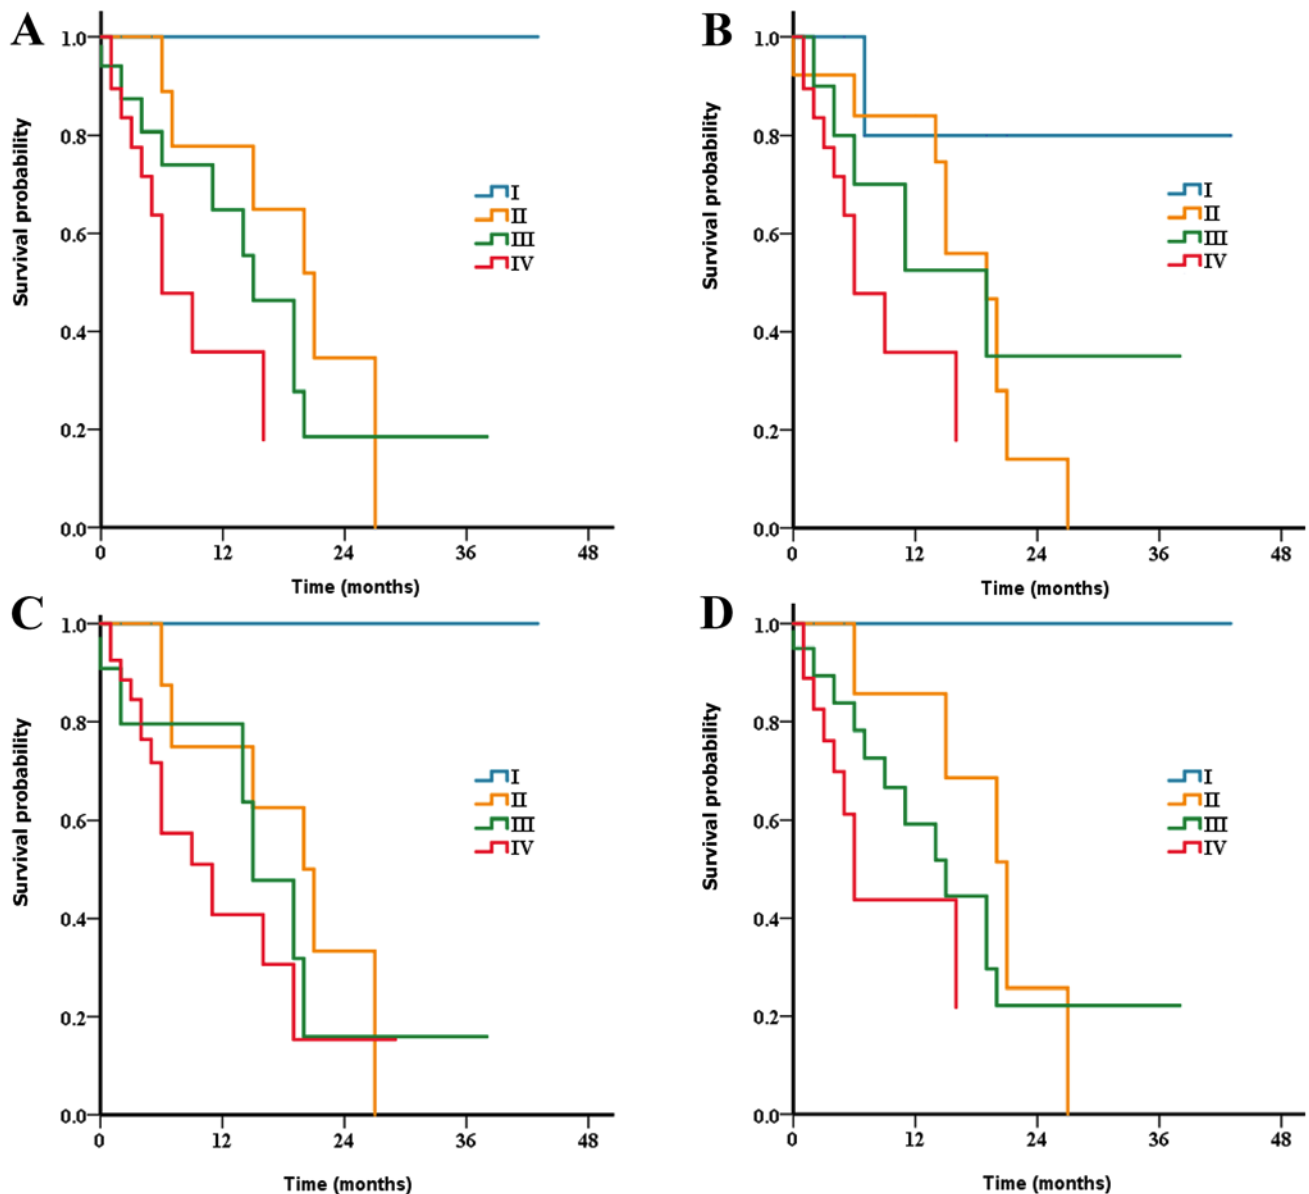 A
1.0
0.8
0.6
0.4
0.2
0.0
Survival probability
I
II
III
IV
0 12 24 36 48
Time (months)
B
1.0
0.8
0.6
0.4
0.2
0.0
Survival probability
I
II
III
IV
0 12 24 36 48
Time (months)
C
1.0
0.8
0.6
0.4
0.2
0.0
Survival probability
I
II
III
IV
0 12 24 36 48
Time (months)
D
1.0
0.8
0.6
0.4
0.2
0.0
Survival probability
I
II
III
IV
0 12 24 36 48
Time (months)